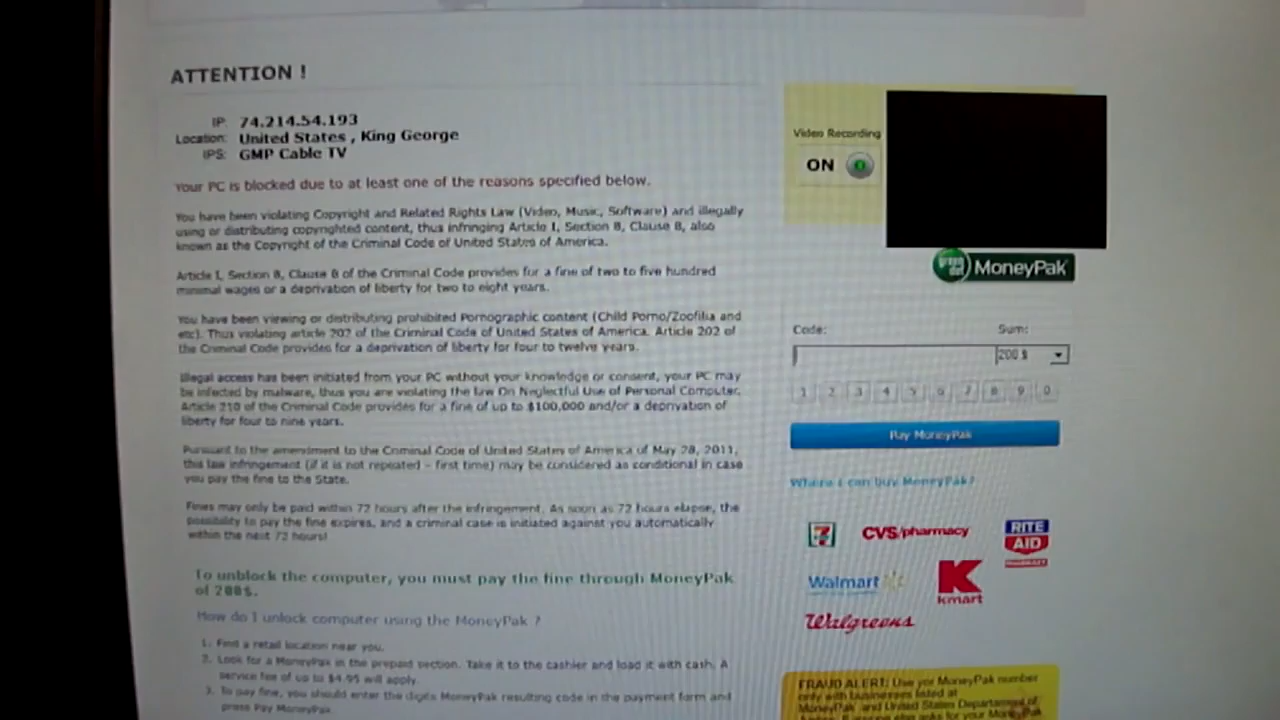 ATTENTION !
IP: 74.214.54.193
Location: United States , King George
IPS: GMP Cable TV
Your PC is blocked due to at least one of the reasons specified below.
You have been violating Copyright and Related Rights Law (Video, Music, Software) and illegally
using or distributing copyrighted content, thus infringing Article I, Section 8, Clause 8, also
known as the Copyright of the Criminal Code of United States of America.
Article I, Section 8, Clause 8 of the Criminal Code provides for a fine of two to five hundred
minimal wages or a deprivation of liberty for two to eight years.
You have been viewing or distributing prohibited Pornographic content (Child Porno/Zoofilia and
etc). Thus violating article 202 of the Criminal Code of United States of America. Article 202 of
the Criminal Code provides for a deprivation of liberty for four to twelve years.
Illegal access has been initiated from your PC without your knowledge or consent, your PC may
be infected by malware, thus you are violating the law On Neglectful Use of Personal Computer.
Article 210 of the Criminal Code provides for a fine of up to $100,000 and/or a deprivation of
liberty for four to nine years.
Pursuant to the amendment to the Criminal Code of United States of America of May 28, 2011,
this law infringement (if it is not repeated - first time) may be considered as conditional in case
you pay the fine to the State.
Fines may only be paid within 72 hours after the infringement. As soon as 72 hours elapse, the
possibility to pay the fine expires, and a criminal case is initiated against you automatically
within the next 72 hours!
To unblock the computer, you must pay the fine through MoneyPak
of 200$.
How do I unlock computer using the MoneyPak ?
1. Find a retail location near you.
2. Look for a MoneyPak in the prepaid section. Take it to the cashier and load it with cash. A
service fee of up to $4.95 will apply.
3. To pay fine, you should enter the digits MoneyPak resulting code in the payment form and
press Pay MoneyPak.
Video Recording
ON
green dot MoneyPak
Code: Sum:
200 $
1 2 3 4 5 6 7 8 9 0
Pay MoneyPak
Where I can buy MoneyPak?
7 CVS/pharmacy RITE AID PHARMACY
Walmart Kmart
Walgreens
FRAUD ALERT: Use your MoneyPak number
only with businesses listed at
MoneyPak and United States Departament of